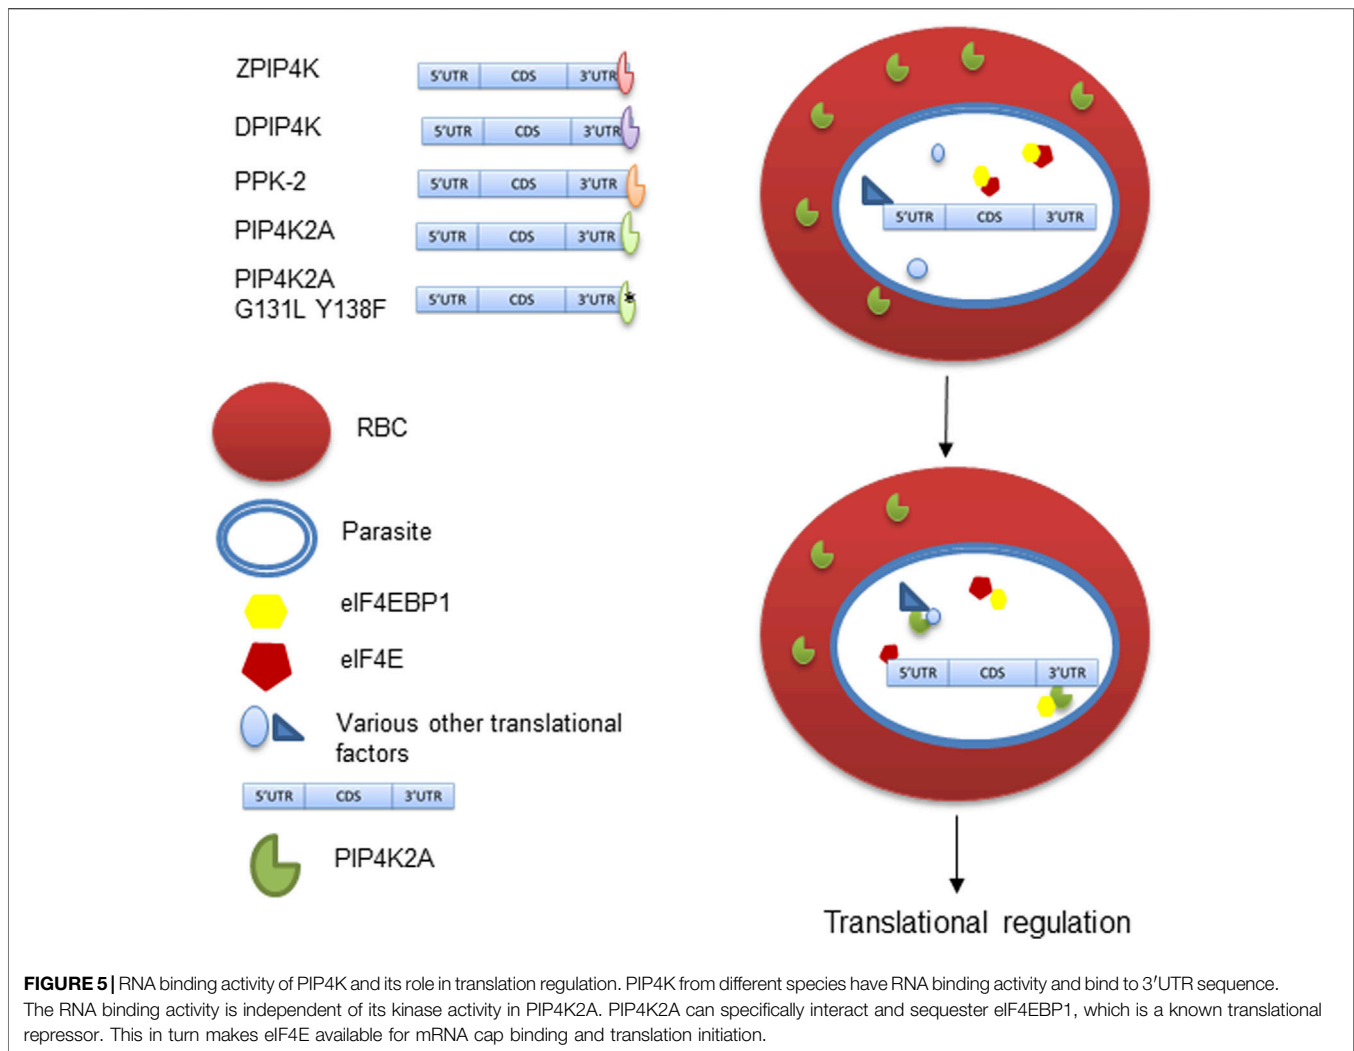 ZPIP4K
5'UTR CDS 3'UTR
DPIP4K
5'UTR CDS 3'UTR
PPK-2
5'UTR CDS 3'UTR
PIP4K2A
5'UTR CDS 3'UTR
PIP4K2A
G131L Y138F
5'UTR CDS 3'UTR
RBC
Parasite
eIF4EBP1
eIF4E
Various other translational
factors
5'UTR CDS 3'UTR
PIP4K2A
5'UTR CDS 3'UTR
5'UTR CDS 3'UTR
Translational regulation
FIGURE 5 | RNA binding activity of PIP4K and its role in translation regulation. PIP4K from different species have RNA binding activity and bind to 3′UTR sequence.
The RNA binding activity is independent of its kinase activity in PIP4K2A. PIP4K2A can specifically interact and sequester eIF4EBP1, which is a known translational
repressor. This in turn makes eIF4E available for mRNA cap binding and translation initiation.